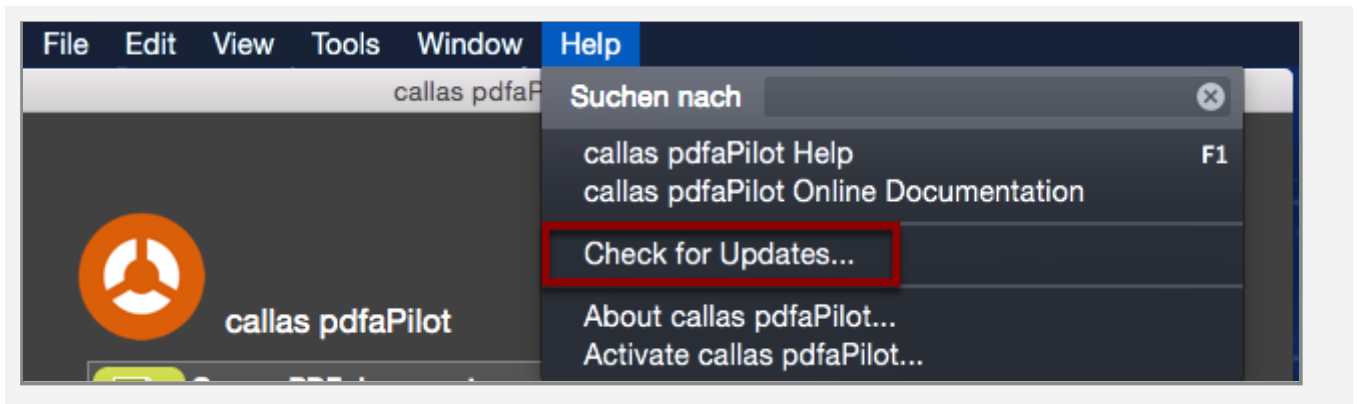 File Edit View Tools Window Help
callas pdfaP
Suchen nach
callas pdfaPilot Help F1
callas pdfaPilot Online Documentation
Check for Updates...
callas pdfaPilot
About callas pdfaPilot...
Activate callas pdfaPilot...